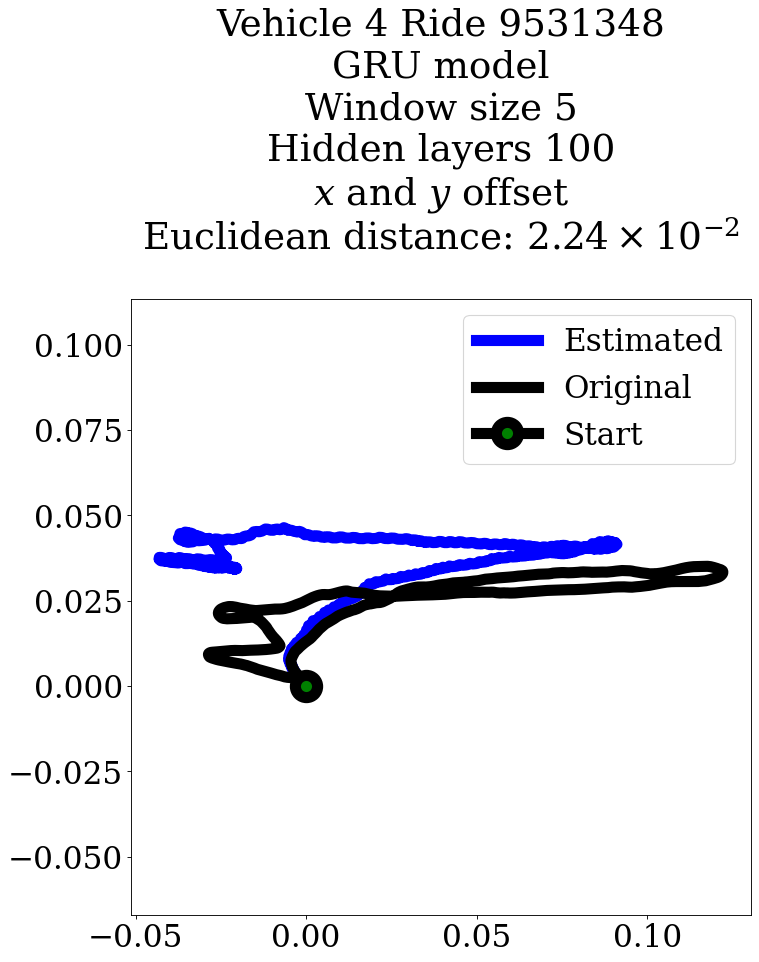 Vehicle 4 Ride 9531348
GRU model
Window size 5
Hidden layers 100
x and y offset
Euclidean distance: 2.24 × 10⁻²
Estimated
Original
Start
0.100
0.075
0.050
0.025
0.000
−0.025
−0.050
−0.05 0.00 0.05 0.10